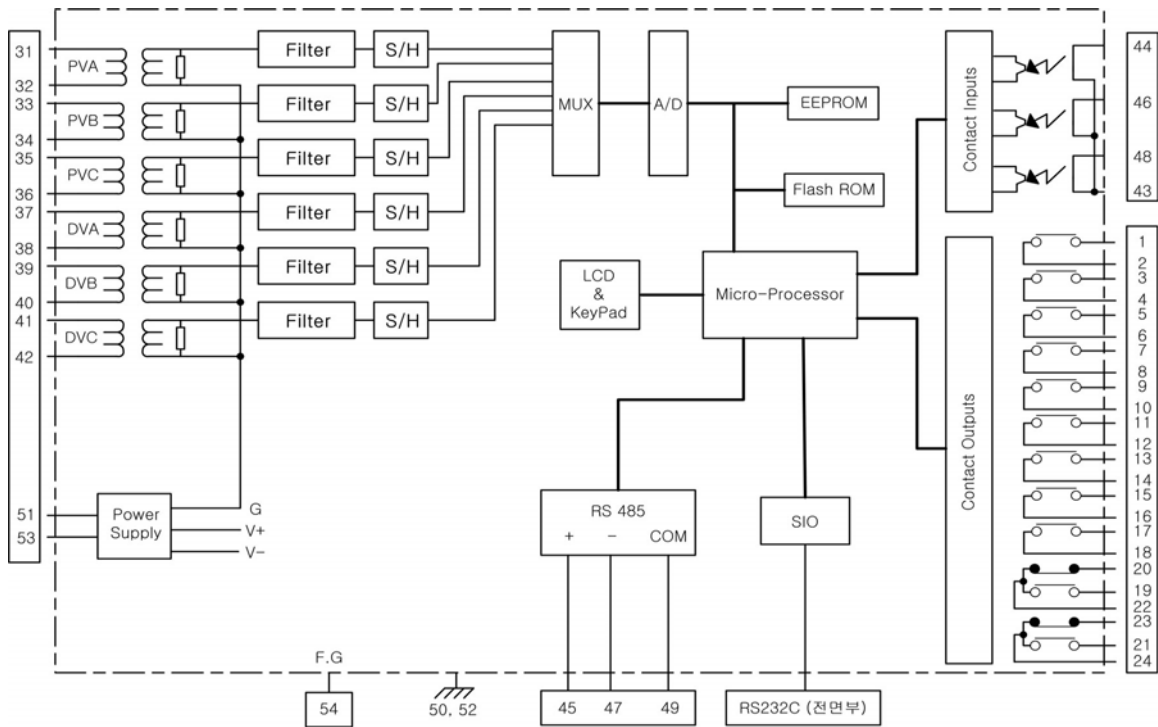 31
PVA
32
33
PVB
34
35
PVC
36
37
DVA
38
39
DVB
40
41
DVC
42
51
53
Filter S/H
Filter S/H
Filter S/H
Filter S/H
Filter S/H
Filter S/H
MUX
A/D
EEPROM
Flash ROM
LCD
&
KeyPad
Micro-Processor
Power
Supply
G
V+
V-
RS 485
+ - COM
SIO
Contact Inputs
Contact Outputs
44
46
48
43
1
2
3
4
5
6
7
8
9
10
11
12
13
14
15
16
17
18
20
19
22
23
21
24
F.G
54
50, 52
45 47 49
RS232C (전면부)